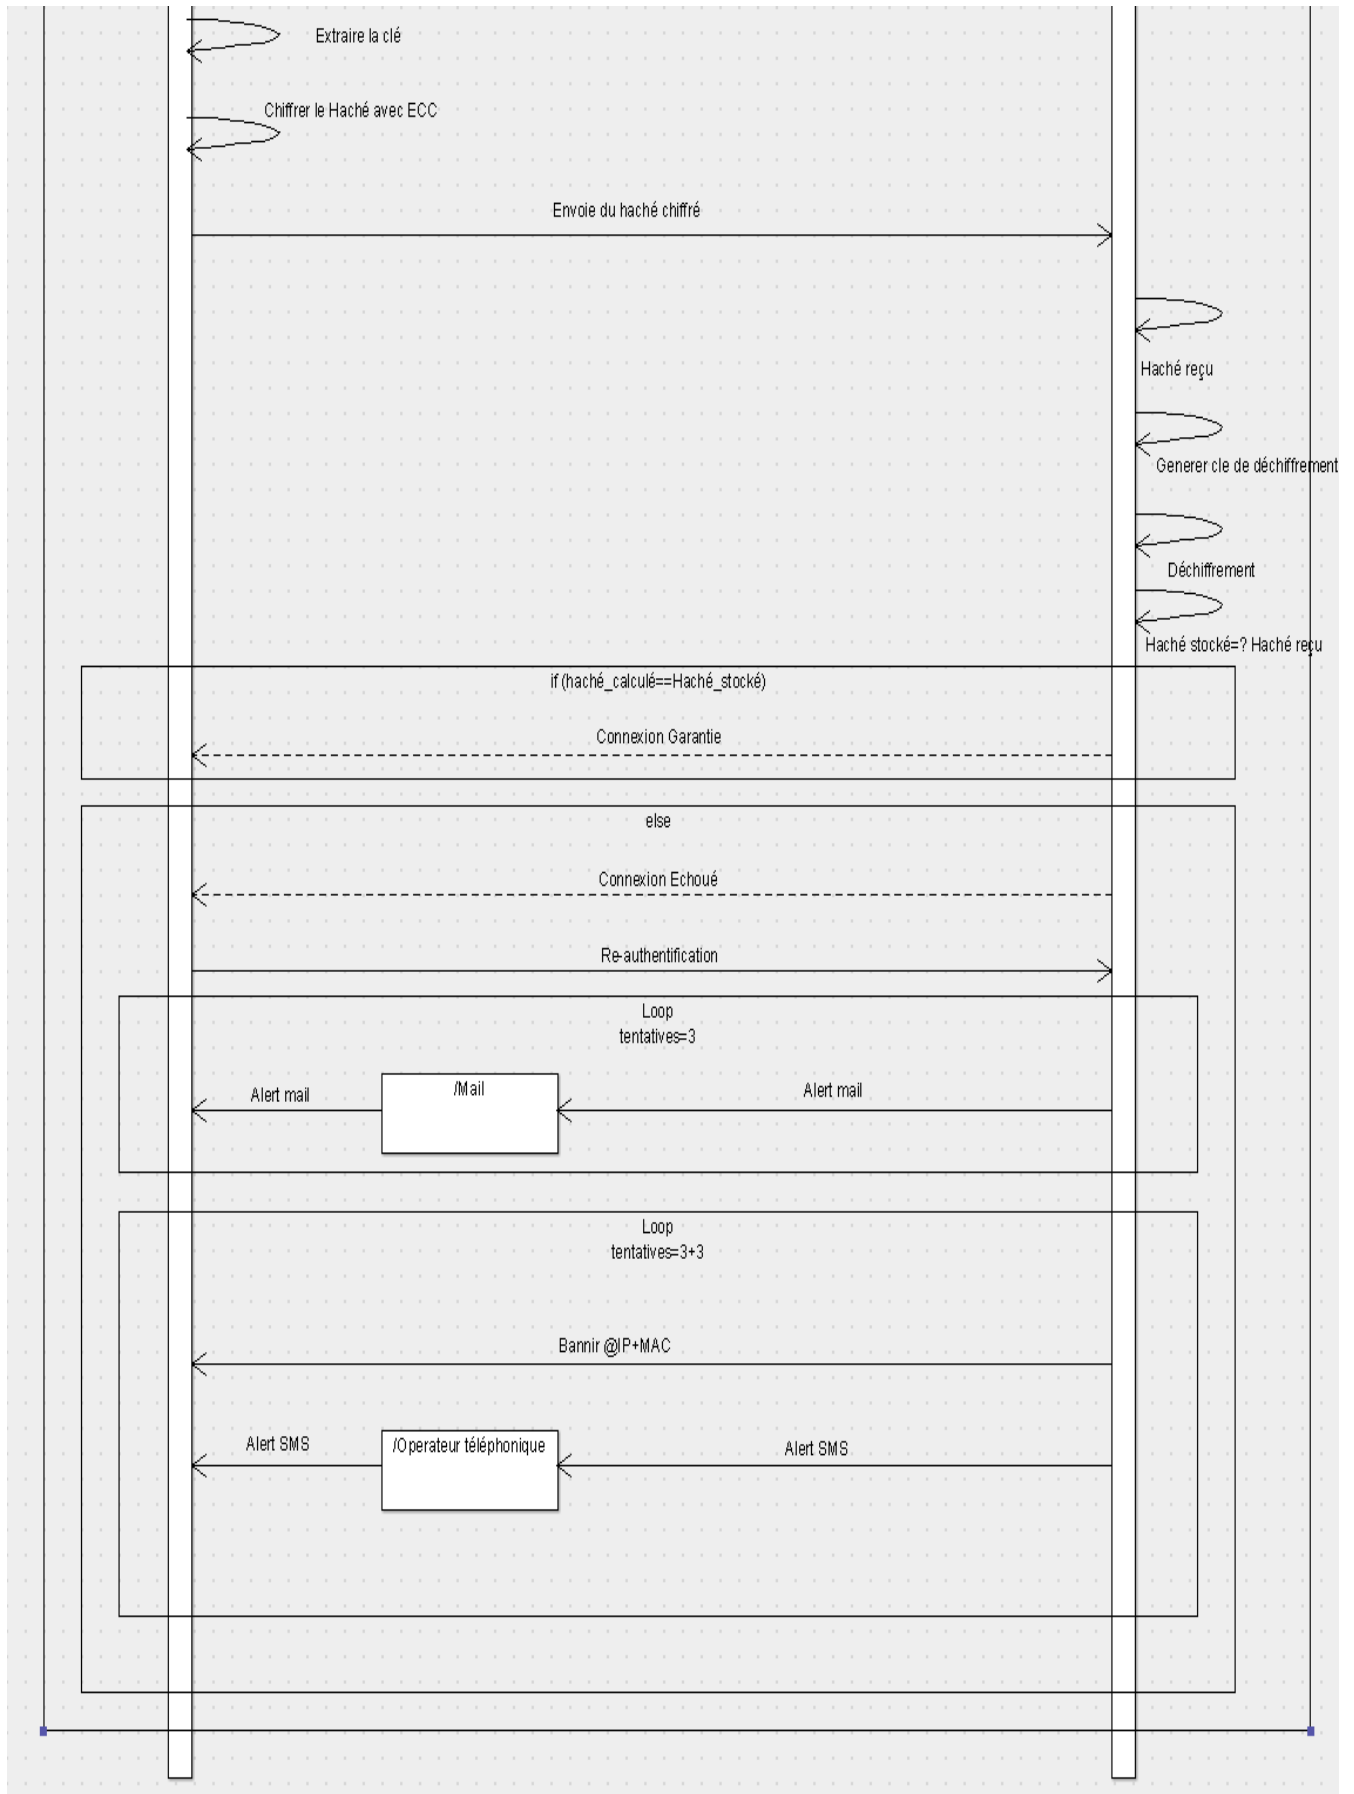 Extraire la clé
Chiffrer le Haché avec ECC
Envoie du haché chiffré
Haché reçu
Generer cle de déchiffrement
Déchiffrement
Haché stocké=? Haché reçu
if (haché_calculé==Haché_stocké)
Connexion Garantie
else
Connexion Echoué
Re-authentification
Loop
tentatives=3
Alert mail
/Mail
Alert mail
Loop
tentatives=3+3
Bannir @IP+MAC
Alert SMS
/Operateur téléphonique
Alert SMS